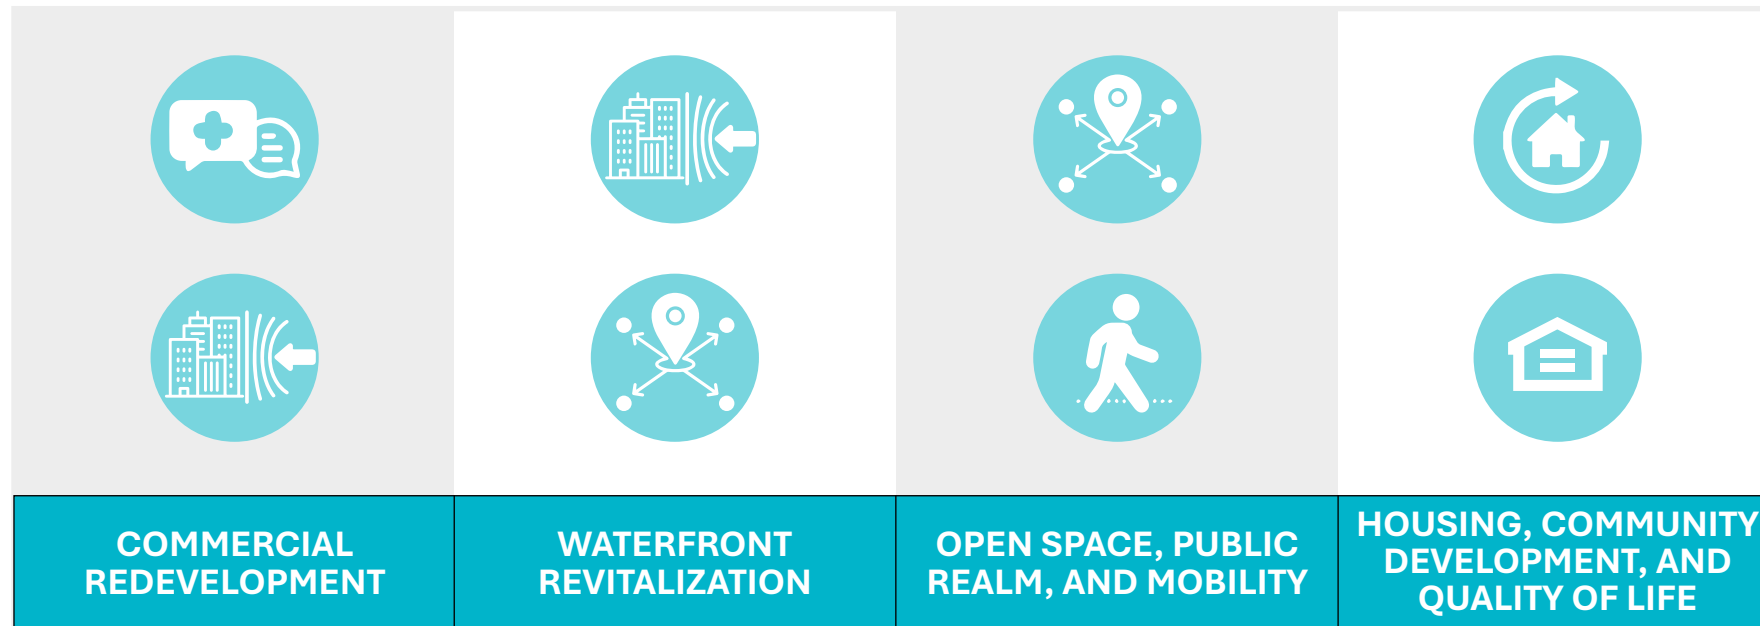 COMMERCIAL
REDEVELOPMENT
WATERFRONT
REVITALIZATION
OPEN SPACE, PUBLIC
REALM, AND MOBILITY
HOUSING, COMMUNITY
DEVELOPMENT, AND
QUALITY OF LIFE